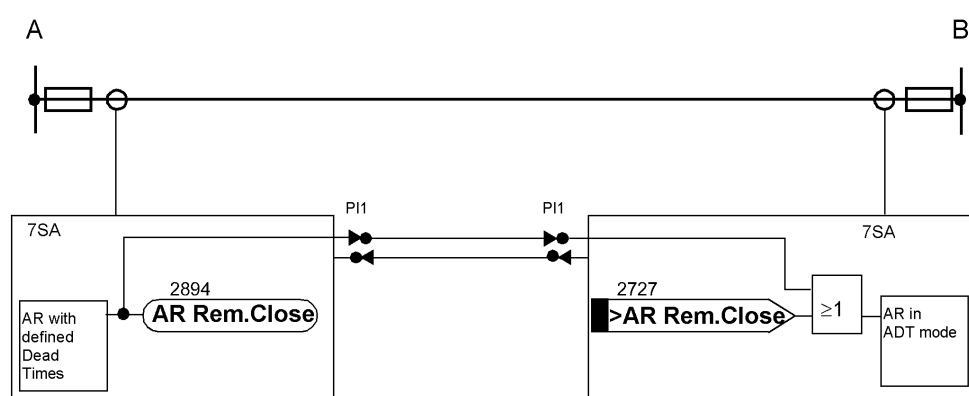 A
B
PI1
PI1
7SA
7SA
2894
AR Rem.Close
AR with
defined
Dead
Times
2727
>AR Rem.Close
≥1
AR in
ADT mode